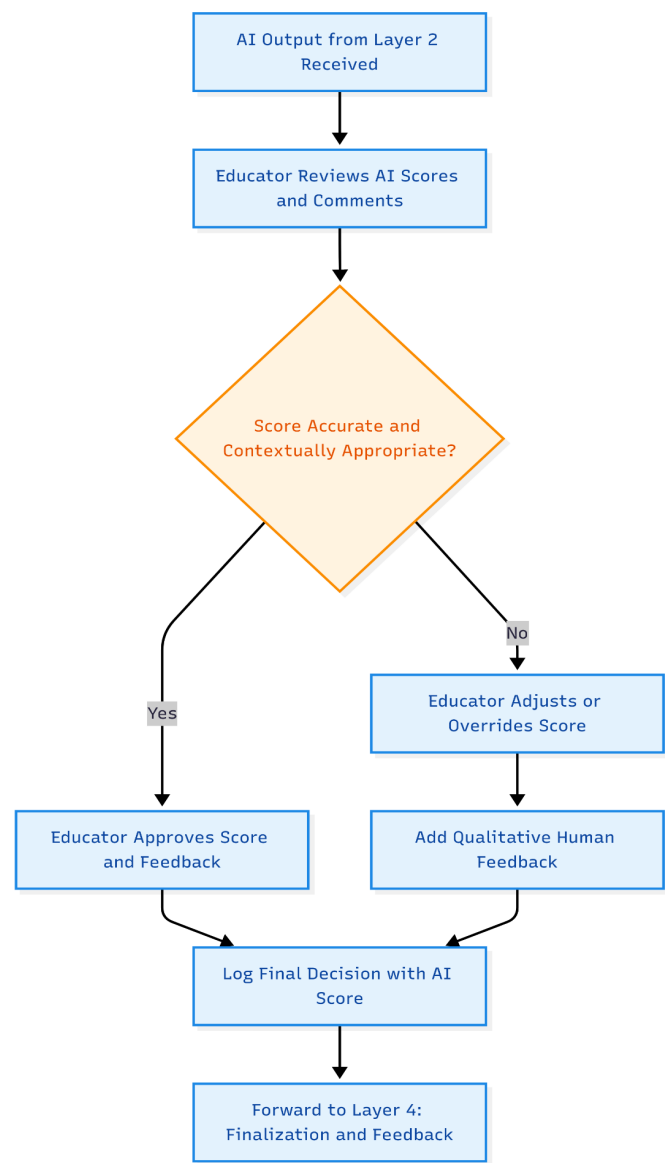 AI Output from Layer 2
Received
Educator Reviews AI Scores
and Comments
Score Accurate and
Contextually Appropriate?
No
Educator Adjusts or
Overrides Score
Yes
Educator Approves Score
and Feedback
Add Qualitative Human
Feedback
Log Final Decision with AI
Score
Forward to Layer 4:
Finalization and Feedback